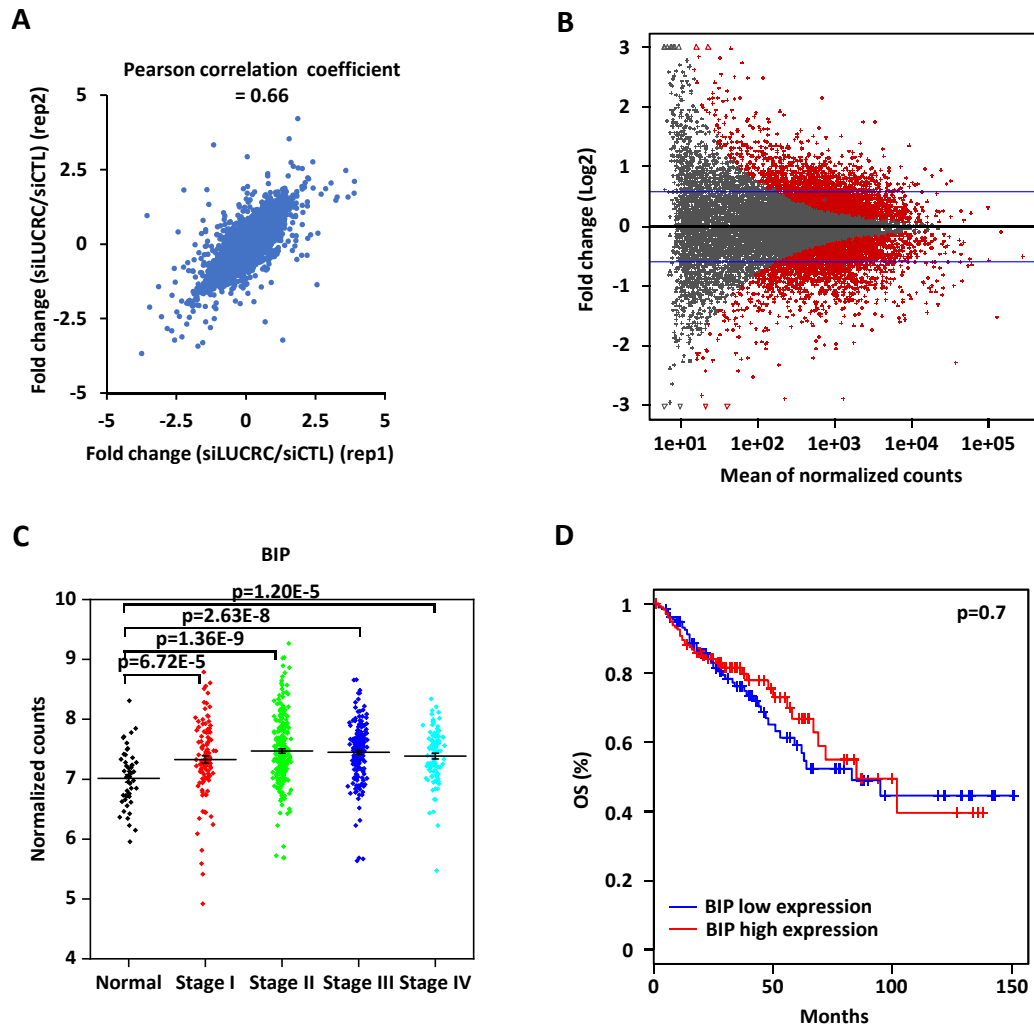 A
Pearson correlation coefficient
= 0.66
Fold change (siLUCRC/siCTL) (rep2)
5
2.5
0
-2.5
-5
-5
-2.5
0
2.5
5
Fold change (siLUCRC/siCTL) (rep1)
B
Fold change (Log2)
3
2
1
0
-1
-2
-3
1e+01
1e+02
1e+03
1e+04
1e+05
Mean of normalized counts
C
BIP
p=1.20E-5
p=2.63E-8
p=1.36E-9
p=6.72E-5
Normalized counts
10
9
8
7
6
5
4
Normal
Stage I
Stage II
Stage III
Stage IV
D
p=0.7
OS (%)
1
0.8
0.6
0.4
0.2
0
BIP low expression
BIP high expression
0
50
100
150
Months